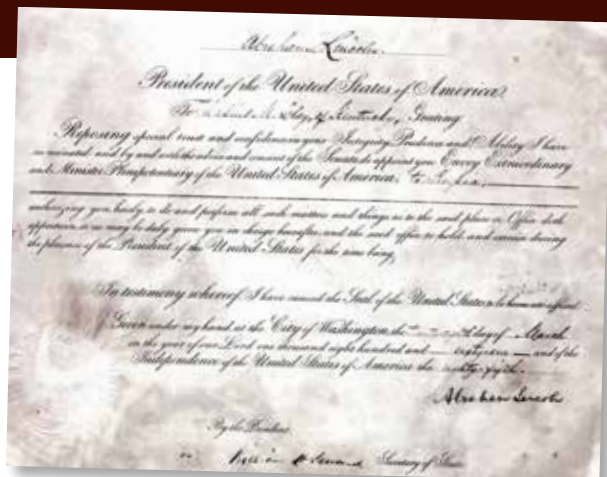 Abraham Lincoln.
President of the United States of America
To M. Clay, of Kentucky, Greeting
Reposing special trust and confidence in your Integrity Prudence and Ability I have
nominated and by and with the advice and consent of the Senate do appoint you Envoy Extraordinary
and Minister Plenipotentiary of the United States of America, to Russia,
authorizing you hereby to do and perform all such matters and things as to the said place or Office doth
appertain or as may be duly given you in charge hereafter, and the said office to hold and exercise during
the pleasure of the President of the United States for the time being,
In testimony whereof I have caused the Seal of the United States to be hereunto affixed
Given under my hand at the City of Washington the day of March
in the year of our Lord one thousand eight hundred and and of the
Independence of the United States of America the eighty-fifth.
Abraham Lincoln
By the President
William H Seward Secretary of State